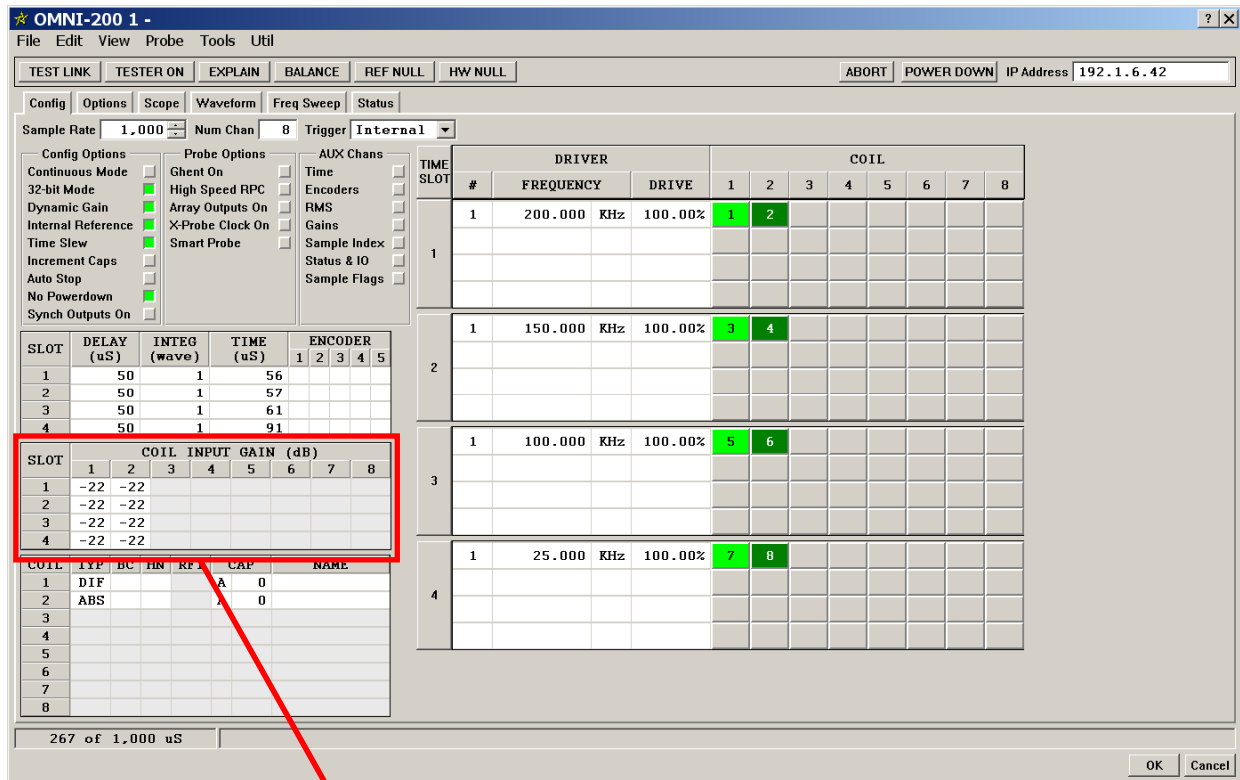 OMNI-200 1 -
File Edit View Probe Tools Util
TEST LINK TESTER ON EXPLAIN BALANCE REF NULL HW NULL ABORT POWER DOWN IP Address 192.1.6.42
Config Options Scope Waveform Freq Sweep Status
Sample Rate 1,000 Num Chan 8 Trigger Internal
Config Options
Continuous Mode
32-bit Mode
Dynamic Gain
Internal Reference
Time Slew
Increment Caps
Auto Stop
No Powerdown
Synch Outputs On
Probe Options
Ghent On
High Speed RPC
Array Outputs On
X-Probe Clock On
Smart Probe
AUX Chans
Time
Encoders
RMS
Gains
Sample Index
Status & IO
Sample Flags
SLOT DELAY (uS) INTEG (wave) TIME (uS) ENCODER
1 2 3 4 5
1 50 1 56
2 50 1 57
3 50 1 61
4 50 1 91
SLOT COIL INPUT GAIN (dB)
1 2 3 4 5 6 7 8
1 -22 -22
2 -22 -22
3 -22 -22
4 -22 -22
COIL TYP BC HN RFT CAP NAME
1 DIF A 0
2 ABS A 0
3
4
5
6
7
8
TIME SLOT DRIVER COIL
# FREQUENCY DRIVE 1 2 3 4 5 6 7 8
1
1 200.000 KHz 100.00% 1 2
2
1 150.000 KHz 100.00% 3 4
3
1 100.000 KHz 100.00% 5 6
4
1 25.000 KHz 100.00% 7 8
267 of 1,000 uS
OK Cancel